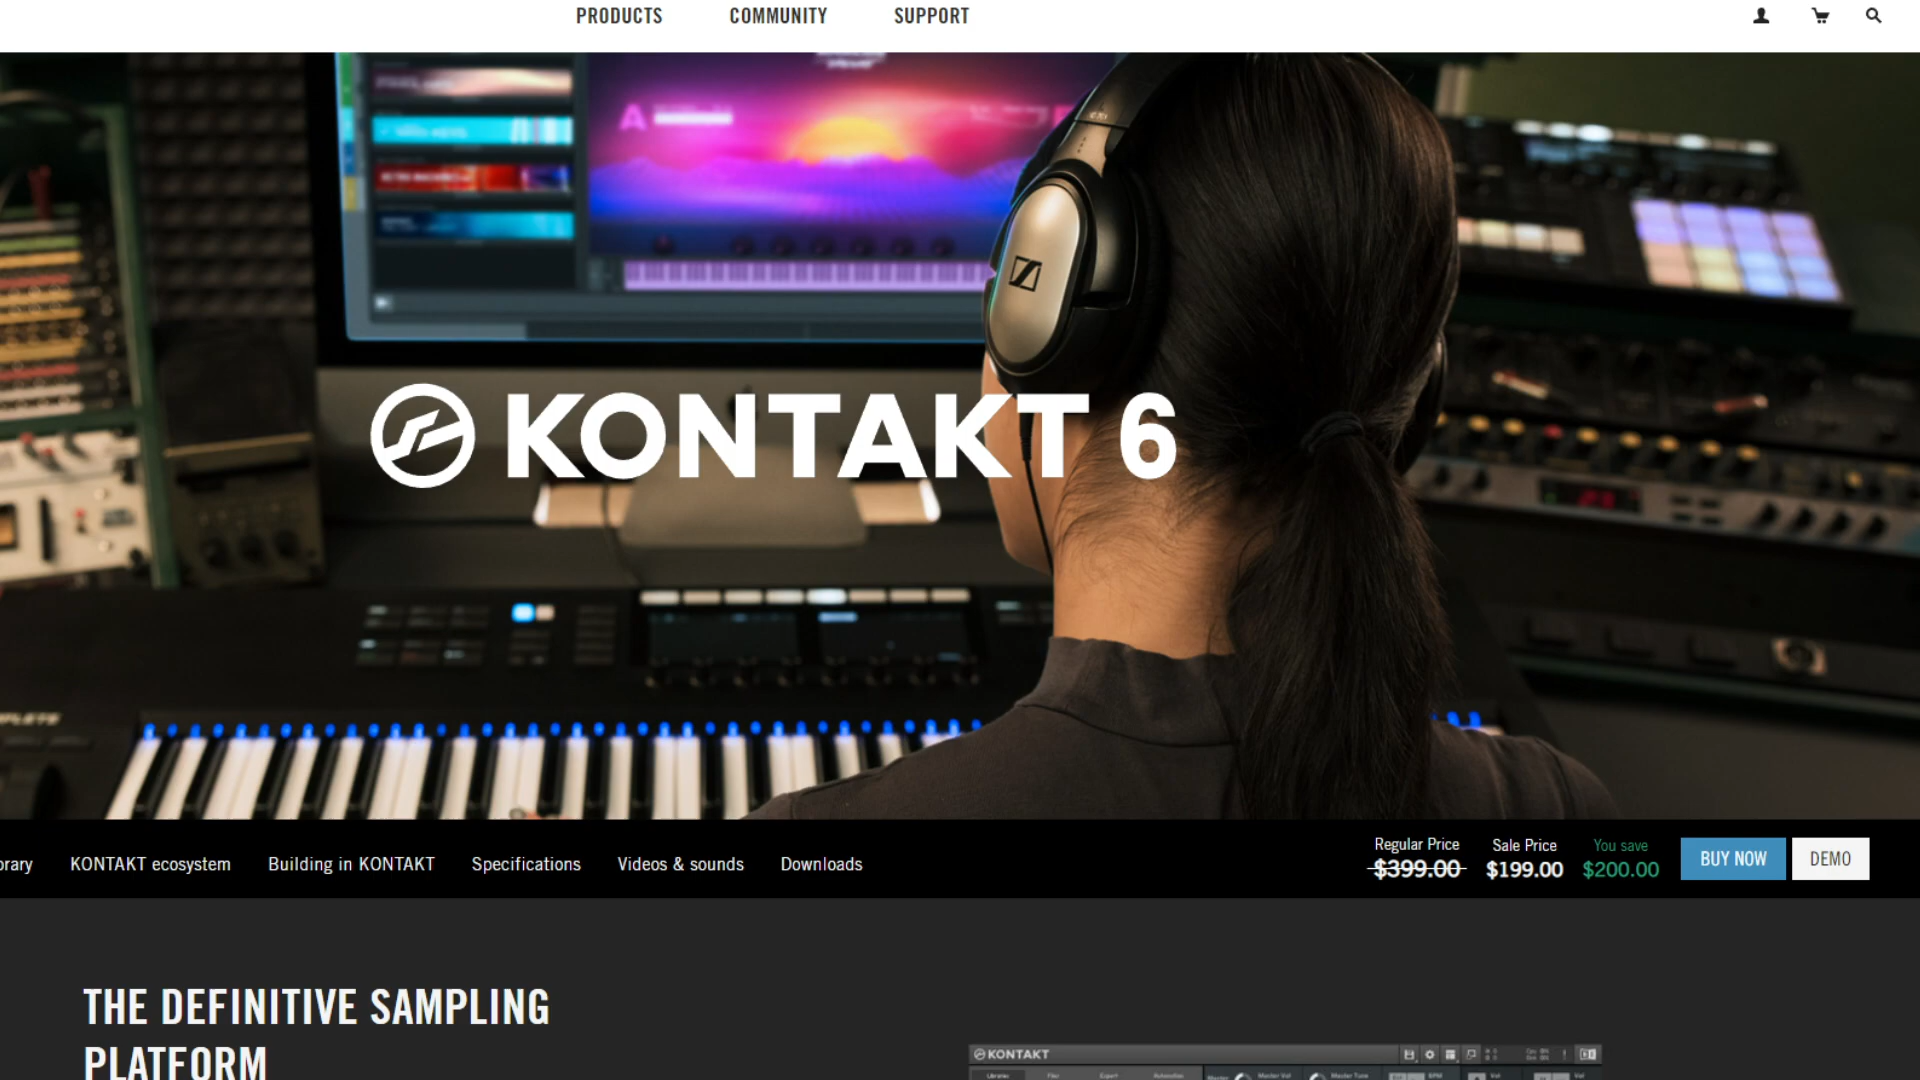 PRODUCTS COMMUNITY SUPPORT
KONTAKT 6
brary KONTAKT ecosystem Building in KONTAKT Specifications Videos & sounds Downloads
Regular Price Sale Price You save
$399.00 $199.00 $200.00
BUY NOW DEMO
THE DEFINITIVE SAMPLING
PLATFORM
KONTAKT